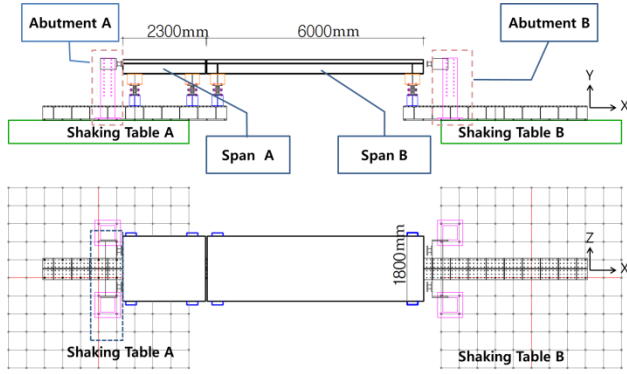 Abutment A
2300mm
6000mm
Abutment B
Y
X
Shaking Table A
Span A
Span B
Shaking Table B
1800mm
Z
X
Shaking Table A
Shaking Table B